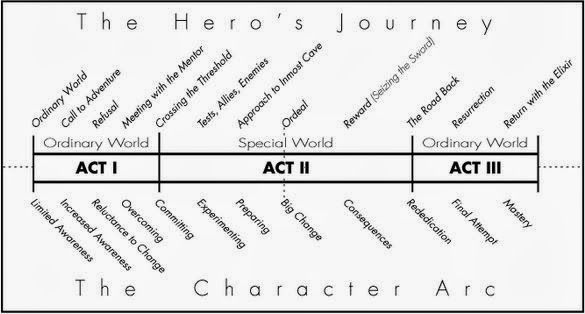 The Hero's Journey
Ordinary World
Call to Adventure
Refusal
Meeting with the Mentor
Crossing the Threshold
Tests, Allies, Enemies
Approach to Inmost Cave
Ordeal
Reward (Seizing the Sword)
The Road Back
Resurrection
Return with the Elixir
Ordinary World
Special World
Ordinary World
ACT I
ACT II
ACT III
Limited Awareness
Increased Awareness
Reluctance to Change
Overcoming
Committing
Experimenting
Preparing
Big Change
Consequences
Rededication
Final Attempt
Mastery
The Character Arc